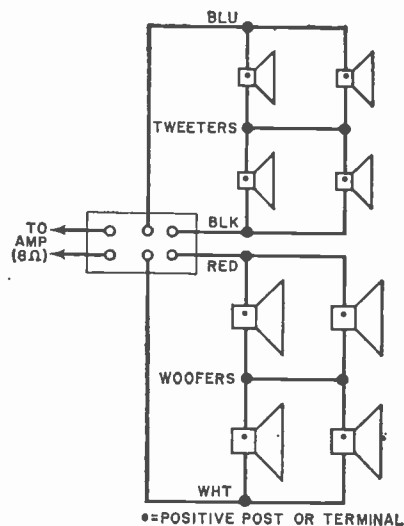 BLU
TWEETERS
BLK
TO
AMP
(8Ω)
RED
WOOFERS
WHT
•=POSITIVE POST OR TERMINAL